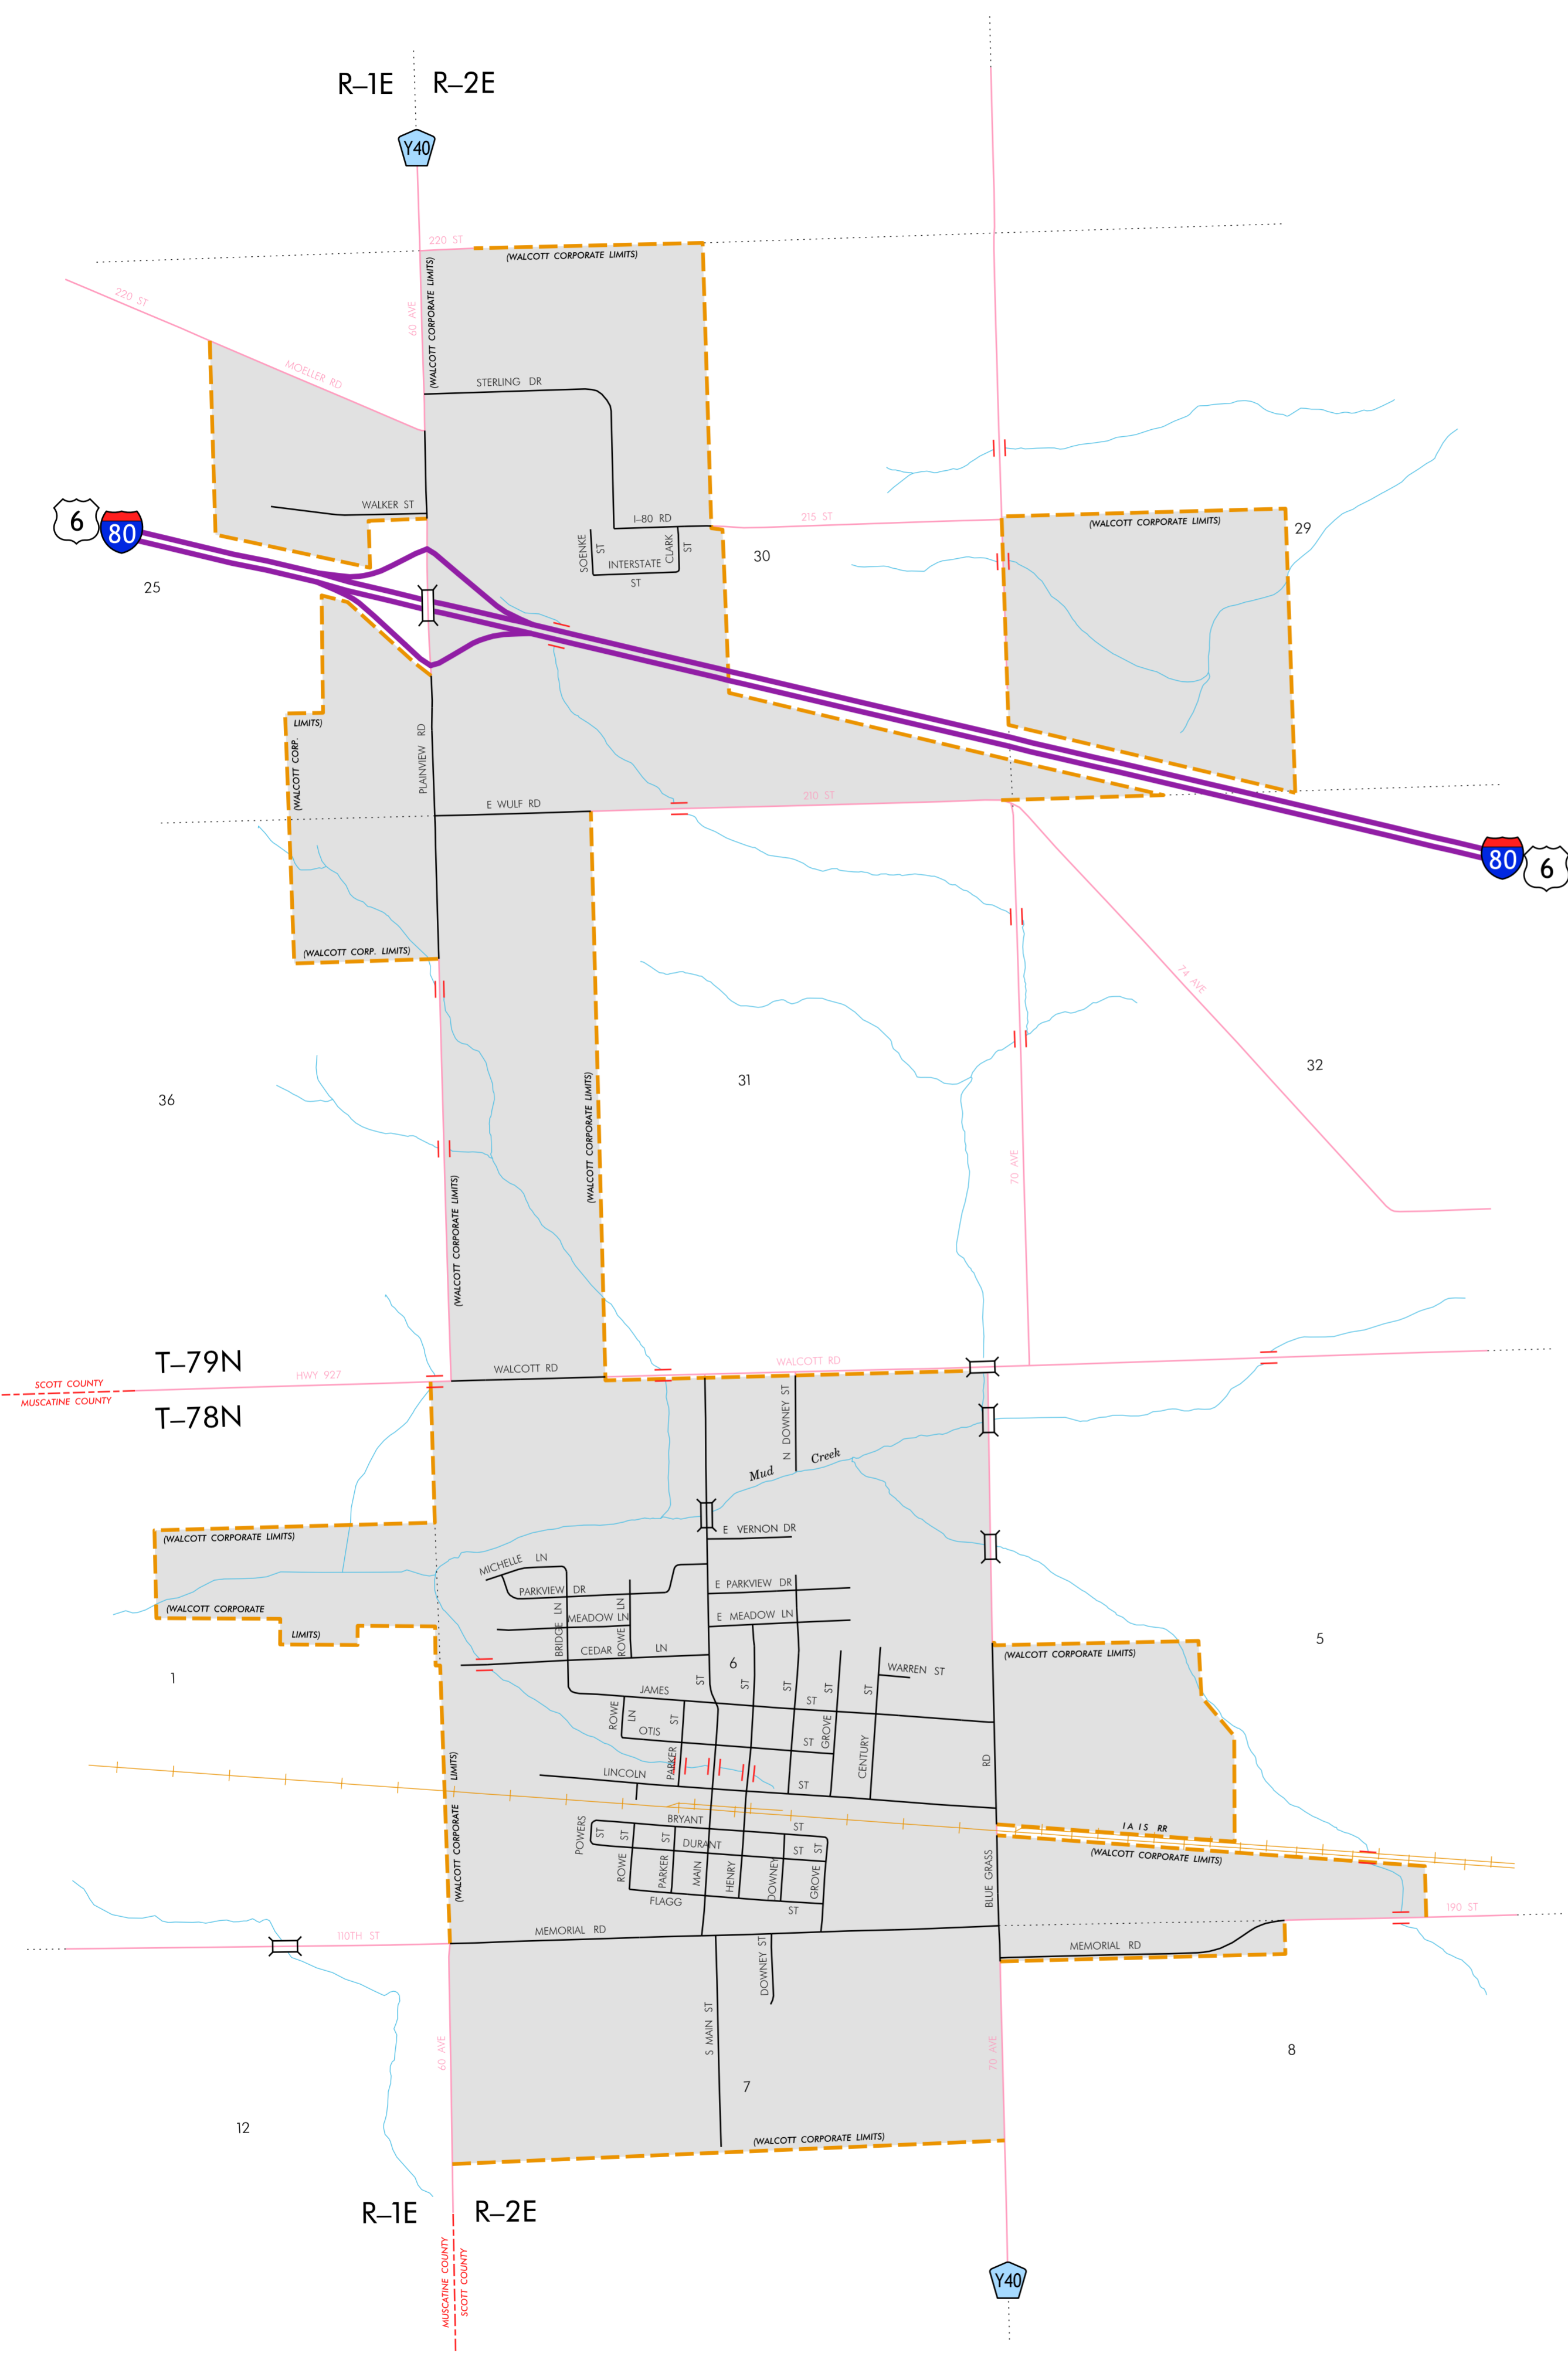 R–1E R–2E
Y40
220 ST
(WALCOTT CORPORATE LIMITS)
(WALCOTT CORPORATE LIMITS)
60 AVE
220 ST
MOELLER RD
STERLING DR
WALKER ST
I–80 RD
215 ST
(WALCOTT CORPORATE LIMITS)
29
6
80
SOENKE ST
CLARK ST
INTERSTATE
ST
30
25
LIMITS)
(WALCOTT CORP.
PLAINVIEW RD
E WULF RD
210 ST
80
6
(WALCOTT CORP. LIMITS)
74 AVE
31
32
36
(WALCOTT CORPORATE LIMITS)
(WALCOTT CORPORATE LIMITS)
70 AVE
T–79N
WALCOTT RD
WALCOTT RD
HWY 927
SCOTT COUNTY
MUSCATINE COUNTY
T–78N
N DOWNEY ST
Mud Creek
(WALCOTT CORPORATE LIMITS)
E VERNON DR
MICHELLE LN
PARKVIEW DR
E PARKVIEW DR
(WALCOTT CORPORATE
LIMITS)
BRIDGE LN
MEADOW LN
ROWE LN
E MEADOW LN
CEDAR LN
5
(WALCOTT CORPORATE LIMITS)
1
6
WARREN ST
JAMES ST
ST
ST
ST
ST
ST
ROWE LN
OTIS ST
PARKER ST
GROVE
CENTURY
RD
LINCOLN ST
(WALCOTT CORPORATE LIMITS)
POWERS ST
BRYANT ST
IA IS RR
DURANT ST
(WALCOTT CORPORATE LIMITS)
ROWE ST
PARKER ST
MAIN
HENRY
DOWNEY
GROVE ST
BLUE GRASS
FLAGG ST
190 ST
110TH ST
MEMORIAL RD
MEMORIAL RD
DOWNEY ST
S MAIN ST
60 AVE
70 AVE
8
7
12
(WALCOTT CORPORATE LIMITS)
R–1E R–2E
MUSCATINE COUNTY
SCOTT COUNTY
Y40